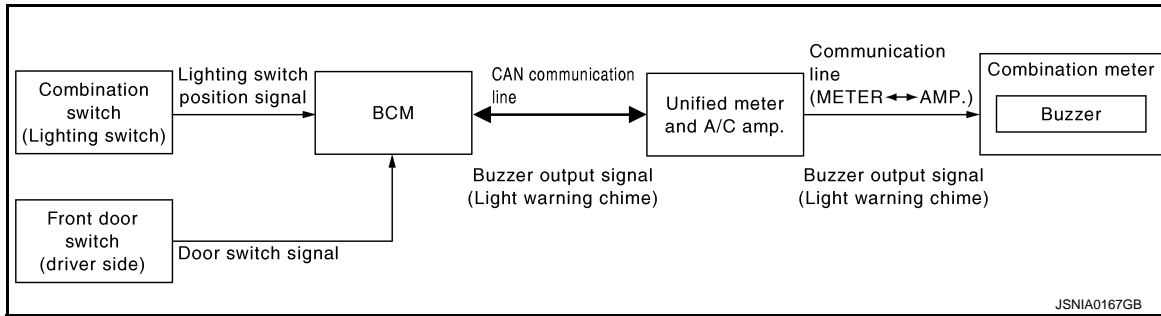 Combination
switch
(Lighting switch)
Lighting switch
position signal
BCM
CAN communication
line
Unified meter
and A/C amp.
Communication
line
(METER↔AMP.)
Combination meter
Buzzer
Buzzer output signal
(Light warning chime)
Buzzer output signal
(Light warning chime)
Front door
switch
(driver side)
Door switch signal
JSNIA0167GB